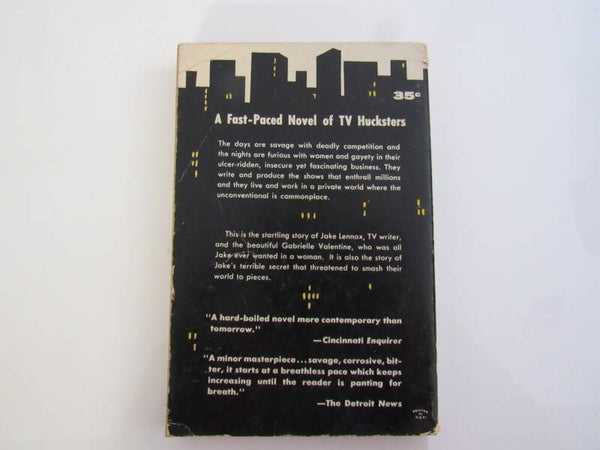 35¢
A Fast-Paced Novel of TV Hucksters
The days are savage with deadly competition and
the nights are furious with women and gayety in their
ulcer-ridden, insecure yet fascinating business. They
write and produce the shows that enthrall millions
and they live and work in a private world where the
unconventional is commonplace.
This is the startling story of Jake Lennox, TV writer,
and the beautiful Gabrielle Valentine, who was all
Jake ever wanted in a woman. It is also the story of
Jake's terrible secret that threatened to smash their
world to pieces.
"A hard-boiled novel more contemporary than
tomorrow."
—Cincinnati Enquirer
"A minor masterpiece...savage, corrosive, bit-
ter, it starts at a breathless pace which keeps
increasing until the reader is panting for
breath."
—The Detroit News
PRINTED
IN
U.S.A.